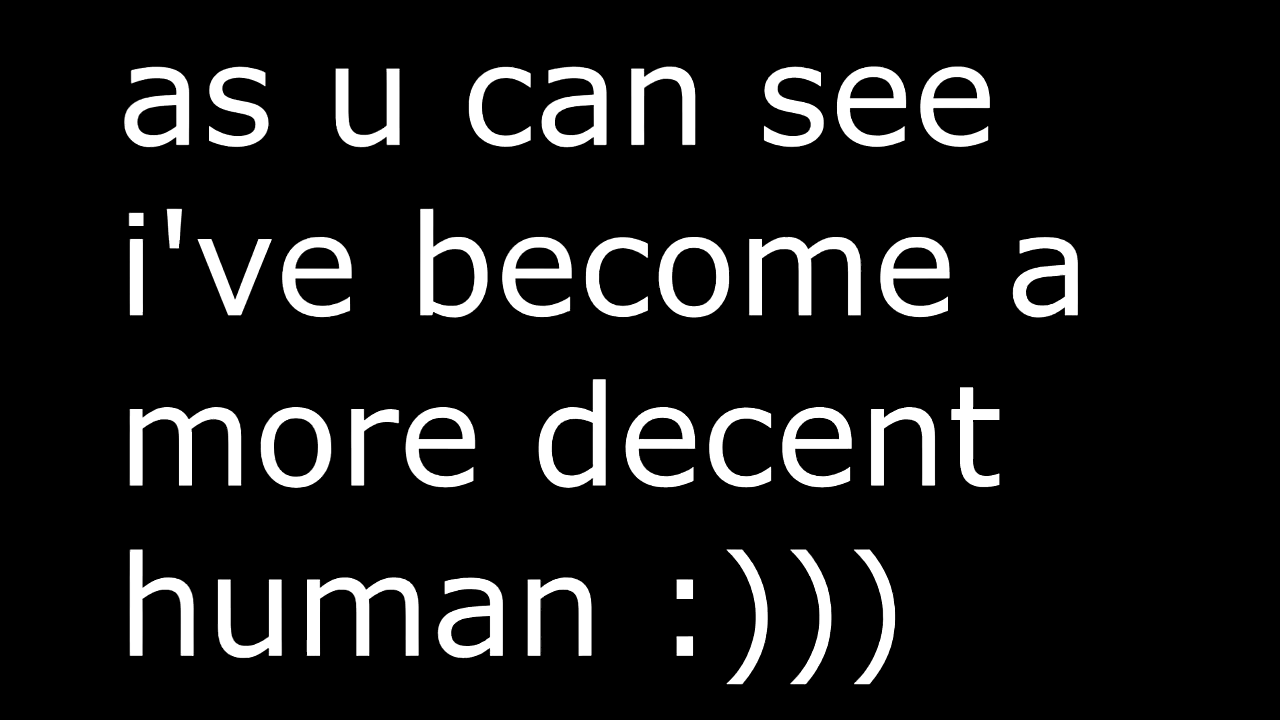 as u can see
i've become a
more decent
human :)))